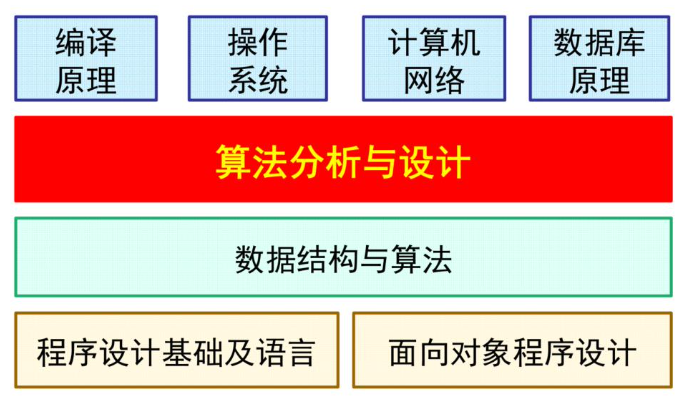 编译
原理
操作
系统
计算机
网络
数据库
原理
算法分析与设计
数据结构与算法
程序设计基础及语言
面向对象程序设计